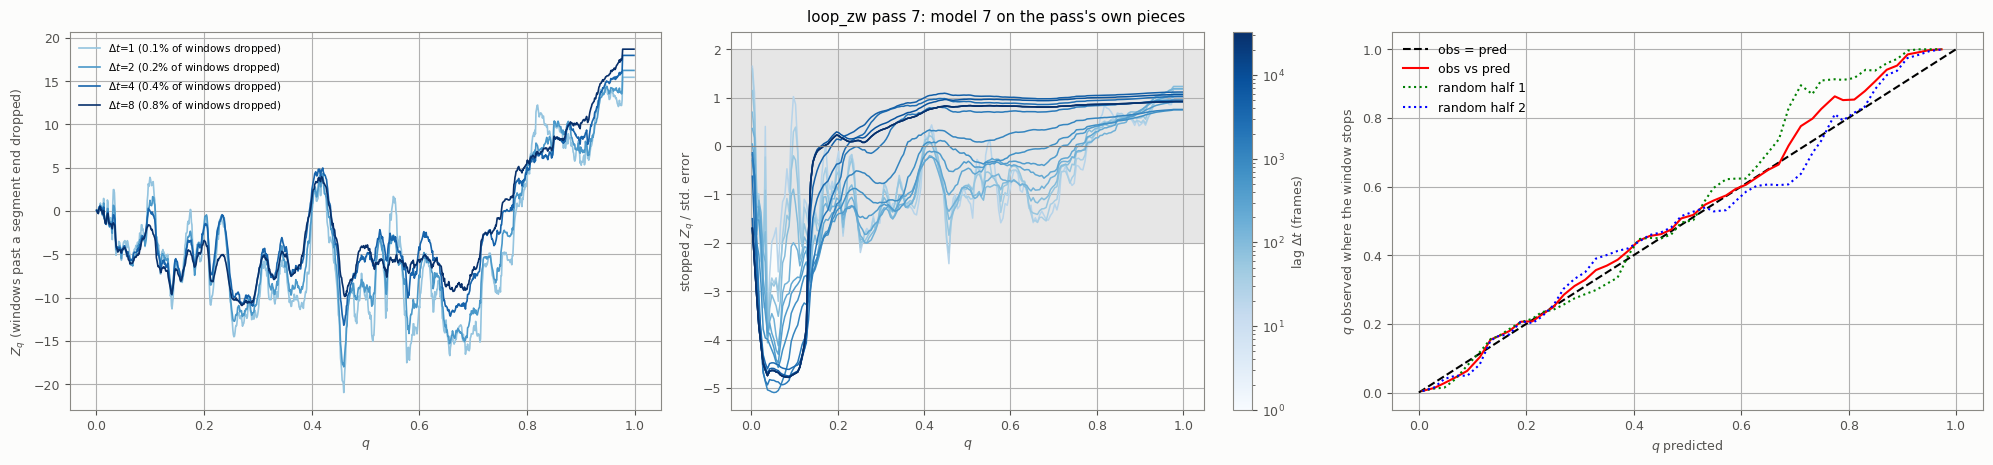 loop_zw pass 7: model 7 on the pass's own pieces
Z_q (windows past a segment end dropped)
20
15
10
5
0
−5
−10
−15
−20
Δt=1 (0.1% of windows dropped)
Δt=2 (0.2% of windows dropped)
Δt=4 (0.4% of windows dropped)
Δt=8 (0.8% of windows dropped)
0.0 0.2 0.4 0.6 0.8 1.0
q
stopped Z_q / std. error
2
1
0
−1
−2
−3
−4
−5
0.0 0.2 0.4 0.6 0.8 1.0
q
10^4
10^3
10^2
10^1
10^0
lag Δt (frames)
q observed where the window stops
1.0
0.8
0.6
0.4
0.2
0.0
obs = pred
obs vs pred
random half 1
random half 2
0.0 0.2 0.4 0.6 0.8 1.0
q predicted